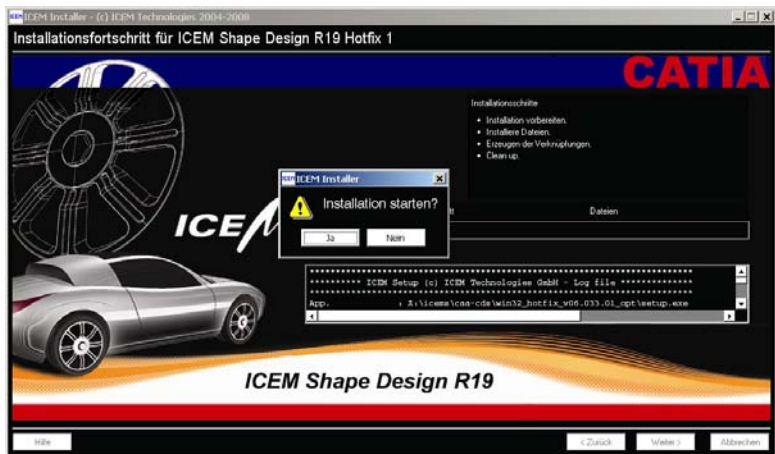 ICEM Installer - (c) ICEM Technologies 2004-2008
Installationsfortschritt für ICEM Shape Design R19 Hotfix 1
CATIA
Installationsschritte
Installation vorbereiten.
Installiere Dateien.
Erzeugen der Verknüpfungen.
Clean up.
ICEM Installer
Installation starten?
Ja
Nein
Dateien
ICEM
********** ICEM Setup (c) ICEM Technologies GmbH - Log file **************
App. : X:\icems\caa-cds\win32_hotfix_v06.033.01_opt\setup.exe
ICEM Shape Design R19
Hilfe
< Zurück
Weiter >
Abbrechen